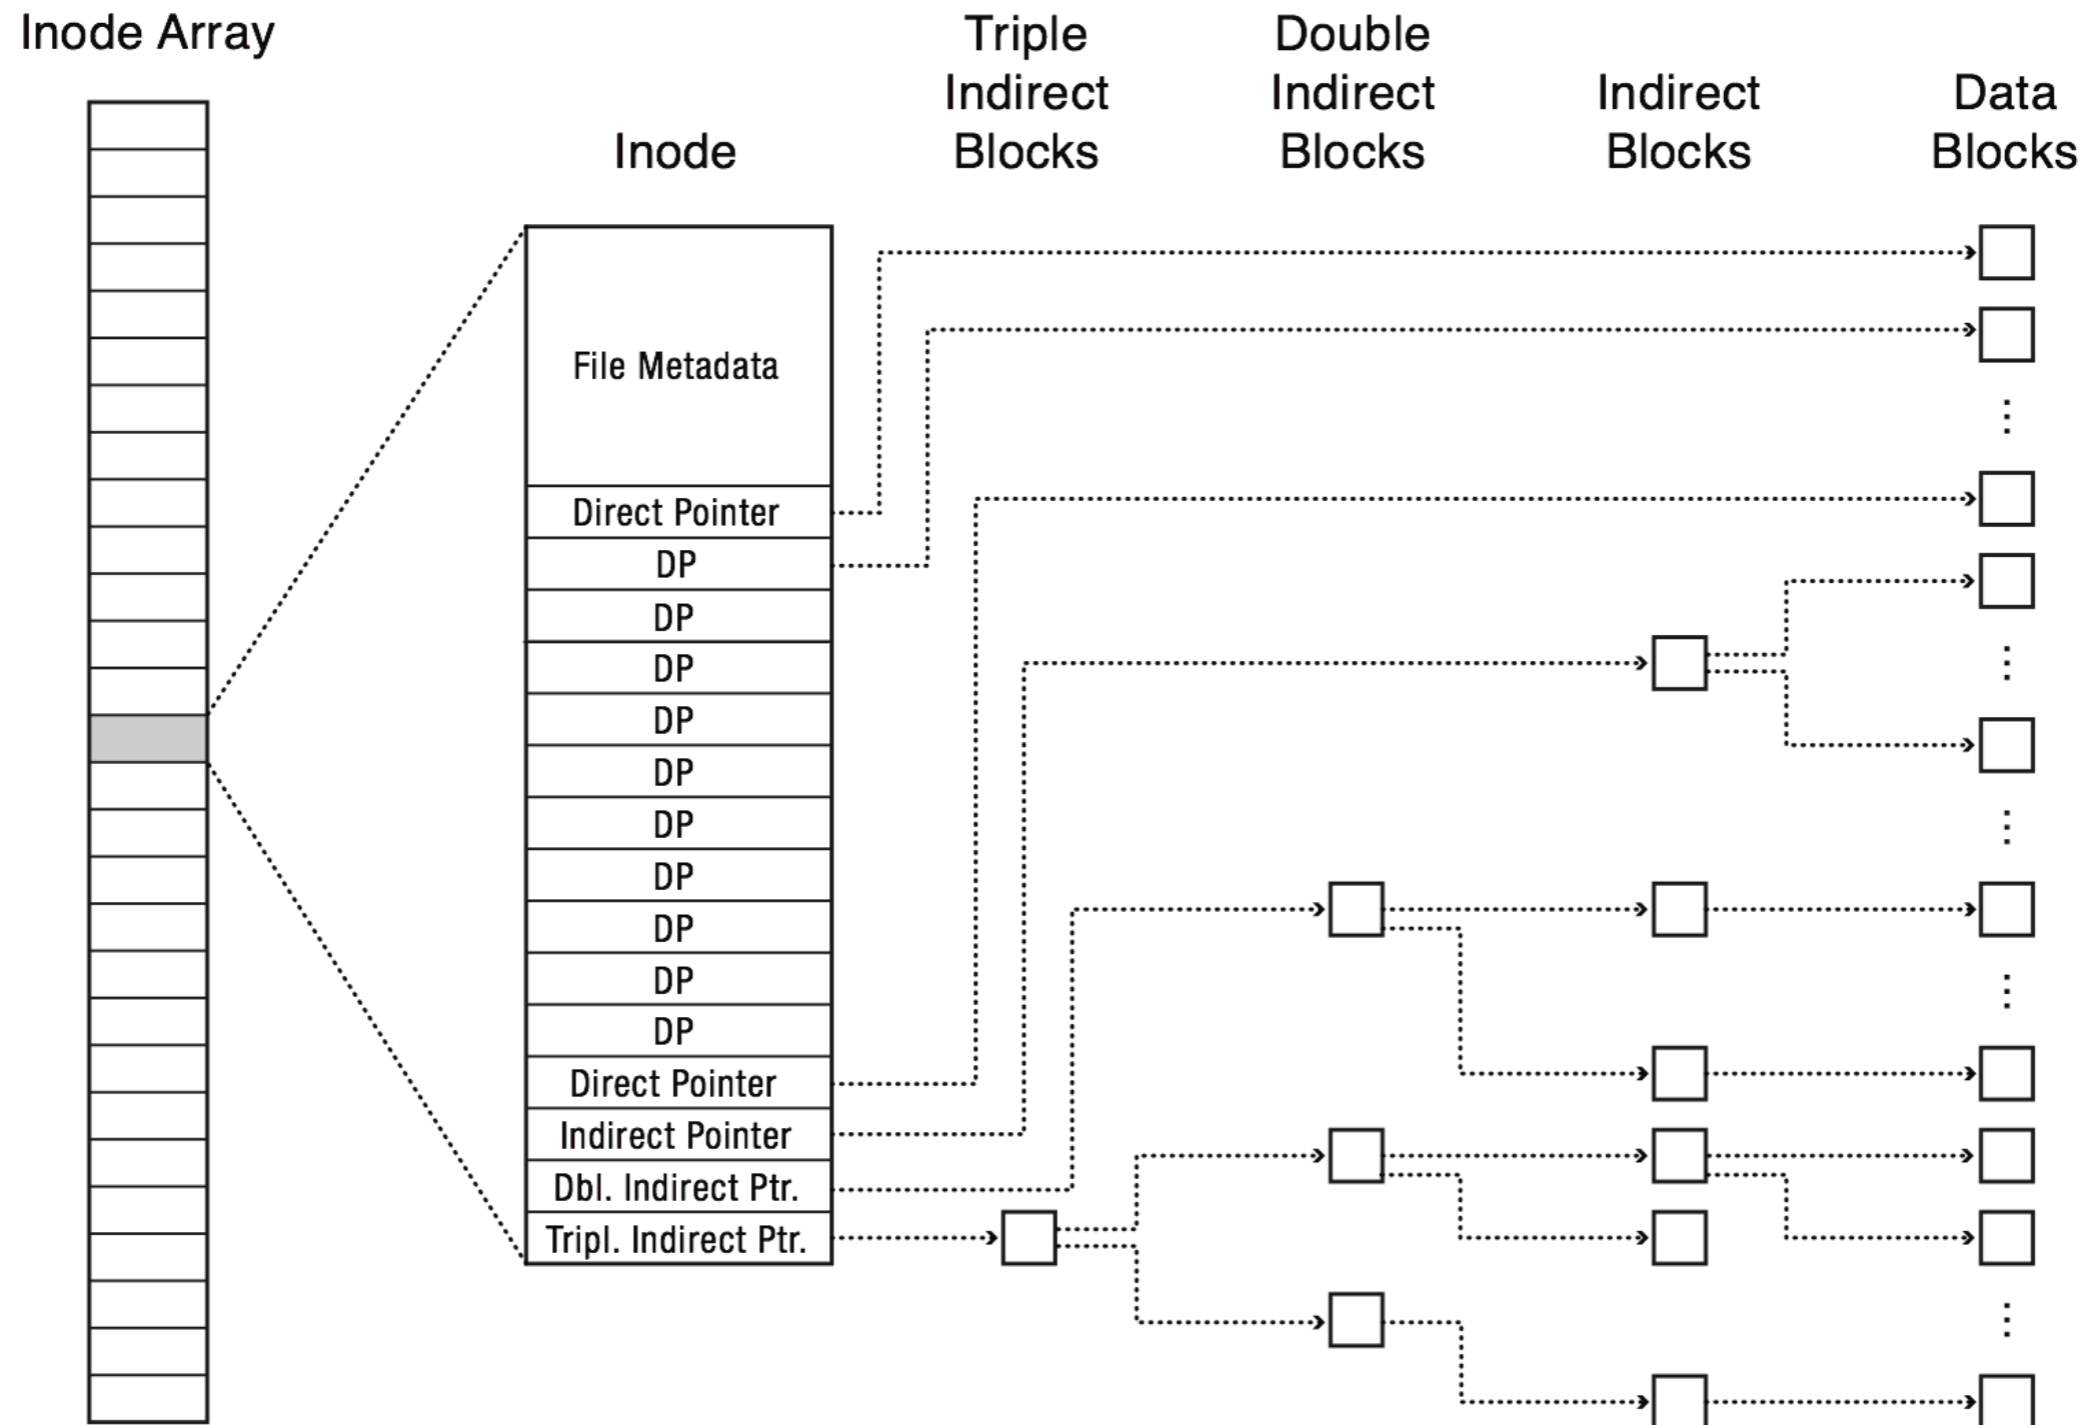 Inode Array
Inode
Triple
Indirect
Blocks
Double
Indirect
Blocks
Indirect
Blocks
Data
Blocks
File Metadata
Direct Pointer
DP
DP
DP
DP
DP
DP
DP
DP
DP
DP
Direct Pointer
Indirect Pointer
Dbl. Indirect Ptr.
Tripl. Indirect Ptr.